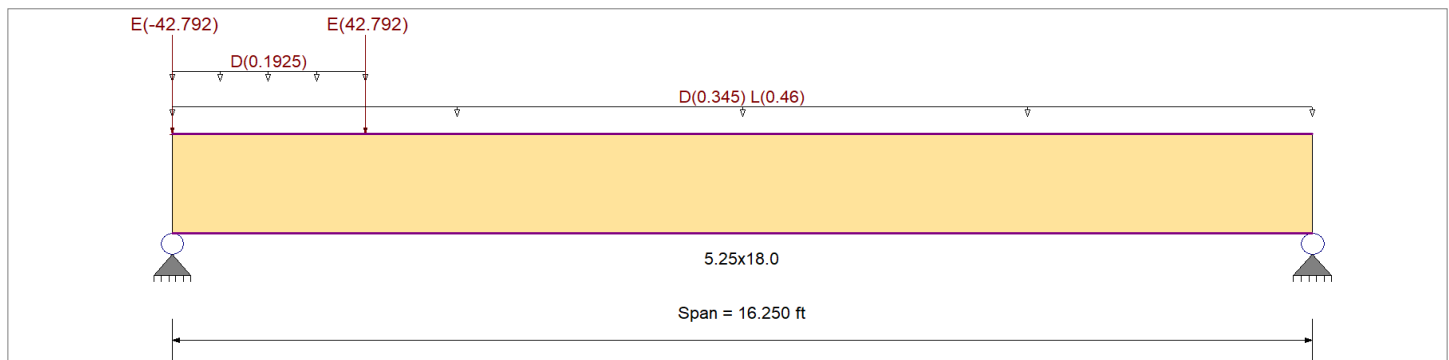 E(-42.792) E(42.792)
D(0.1925)
D(0.345) L(0.46)
5.25x18.0
Span = 16.250 ft